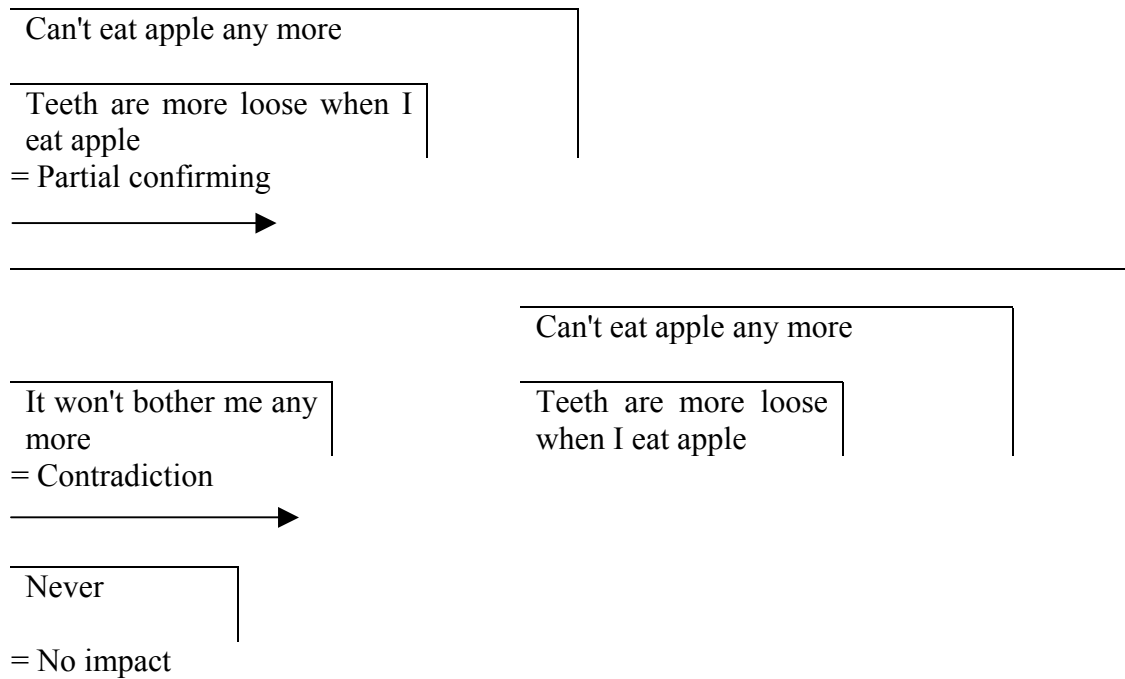 Can't eat apple any more
Teeth are more loose when I
eat apple
= Partial confirming
Can't eat apple any more
It won't bother me any
more
Teeth are more loose
when I eat apple
= Contradiction
Never
= No impact